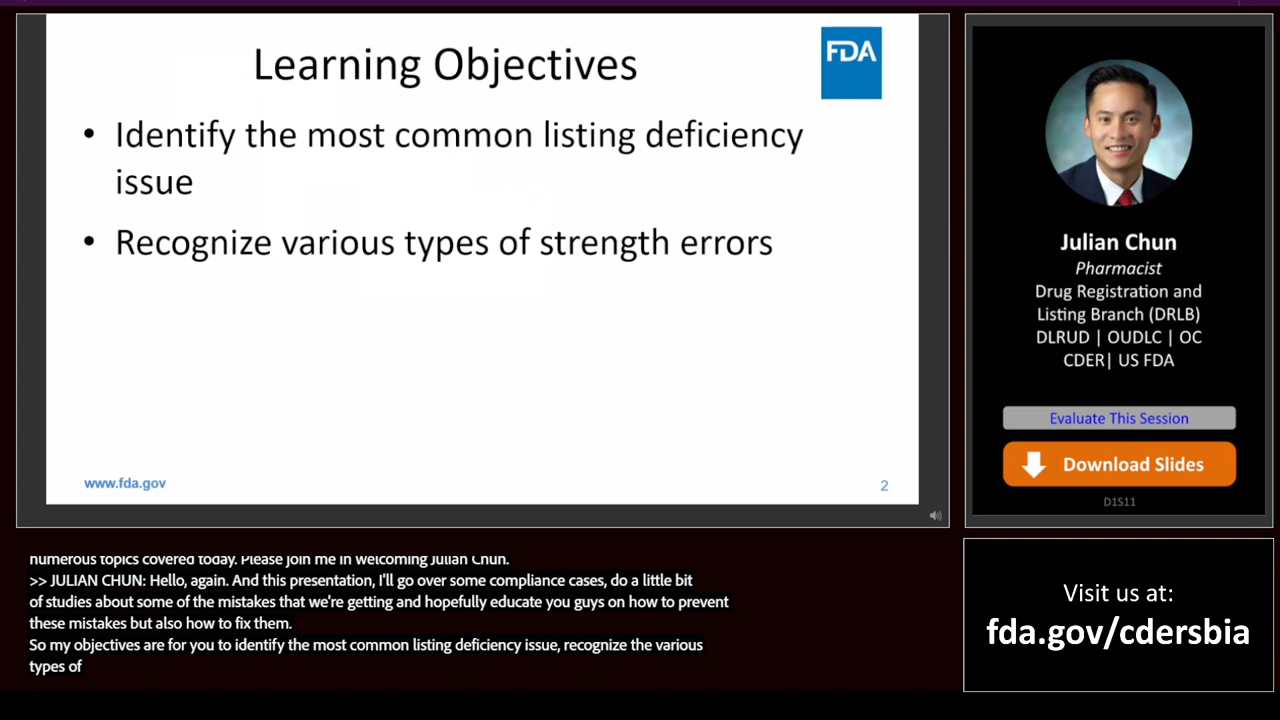 Learning Objectives
FDA
• Identify the most common listing deficiency
issue
• Recognize various types of strength errors
www.fda.gov
2
Julian Chun
Pharmacist
Drug Registration and
Listing Branch (DRLB)
DLRUD | OUDLC | OC
CDER| US FDA
Evaluate This Session
Download Slides
D1S11
numerous topics covered today. Please join me in welcoming Julian Chun.
>> JULIAN CHUN: Hello, again. And this presentation, I'll go over some compliance cases, do a little bit
of studies about some of the mistakes that we're getting and hopefully educate you guys on how to prevent
these mistakes but also how to fix them.
So my objectives are for you to identify the most common listing deficiency issue, recognize the various
types of
Visit us at:
fda.gov/cdersbia